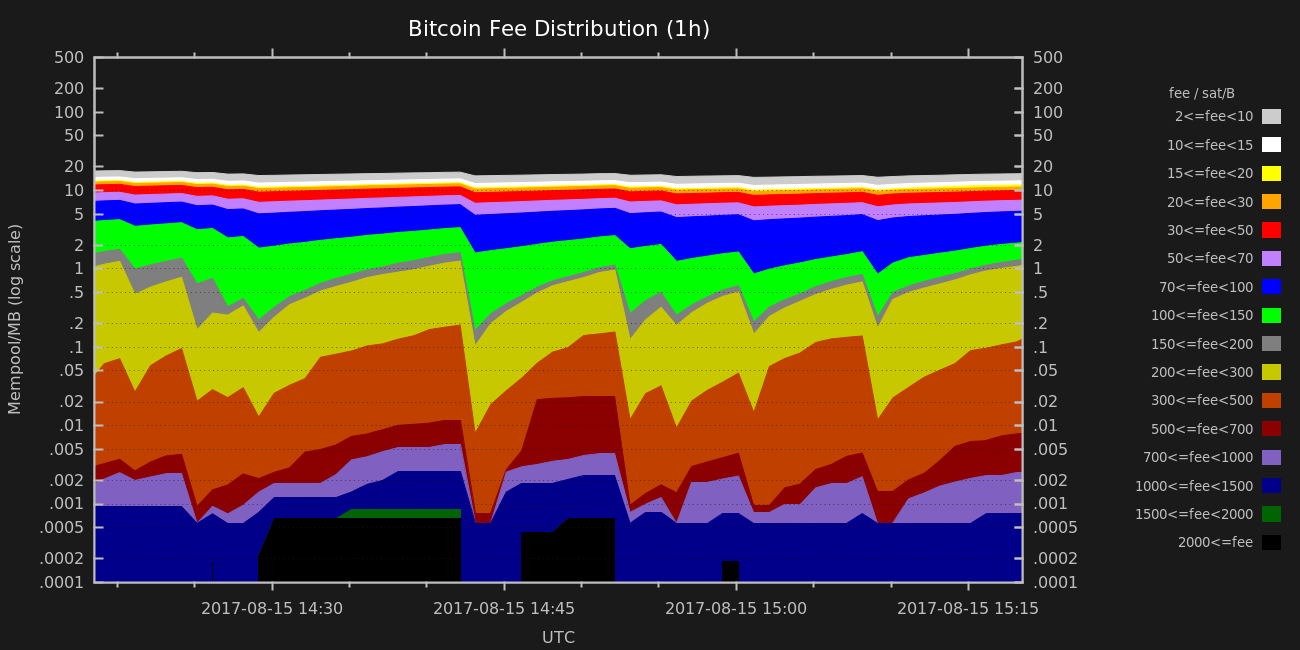 Bitcoin Fee Distribution (1h)
500
200
100
50
20
10
5
2
1
.5
.2
.1
.05
.02
.01
.005
.002
.001
.0005
.0002
.0001
Mempool/MB (log scale)
500
200
100
50
20
10
5
2
1
.5
.2
.1
.05
.02
.01
.005
.002
.001
.0005
.0002
.0001
2017-08-15 14:30 2017-08-15 14:45 2017-08-15 15:00 2017-08-15 15:15
UTC
fee / sat/B
2<=fee<10
10<=fee<15
15<=fee<20
20<=fee<30
30<=fee<50
50<=fee<70
70<=fee<100
100<=fee<150
150<=fee<200
200<=fee<300
300<=fee<500
500<=fee<700
700<=fee<1000
1000<=fee<1500
1500<=fee<2000
2000<=fee